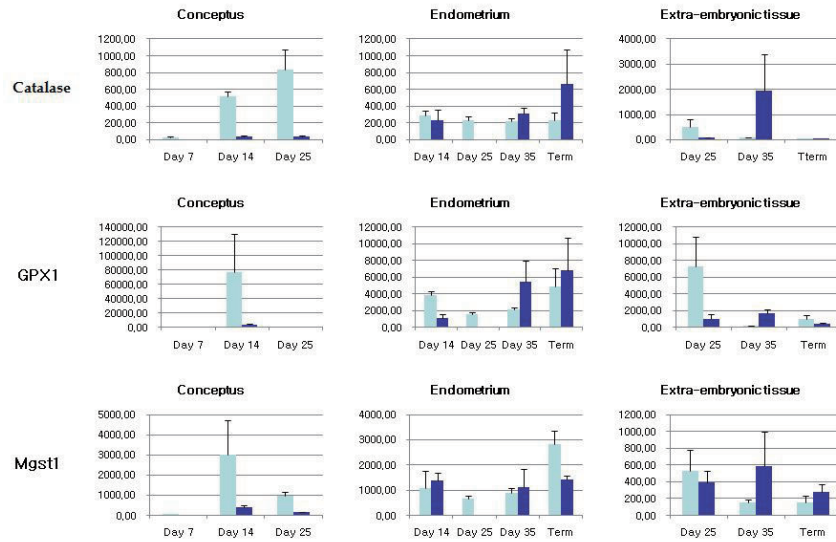 Conceptus
Endometrium
Extra-embryonic tissue
Catalase
1200,00
1000,00
800,00
600,00
400,00
200,00
0,00
Day 7 Day 14 Day 25
1200,00
1000,00
800,00
600,00
400,00
200,00
0,00
Day 14 Day 25 Day 35 Term
4000,00
3000,00
2000,00
1000,00
0,00
Day 25 Day 35 Tterm
Conceptus
Endometrium
Extra-embryonic tissue
GPX1
140000,00
120000,00
100000,00
80000,00
60000,00
40000,00
20000,00
0,00
Day 7 Day 14 Day 25
12000,00
10000,00
8000,00
6000,00
4000,00
2000,00
0,00
Day 14 Day 25 Day 35 Term
12000,00
10000,00
8000,00
6000,00
4000,00
2000,00
0,00
Day 25 Day 35 Term
Conceptus
Endometrium
Extra-embryonic tissue
Mgst1
5000,00
4000,00
3000,00
2000,00
1000,00
0,00
Day 7 Day 14 Day 25
4000,00
3000,00
2000,00
1000,00
0,00
Day 14 Day 25 Day 35 Term
1200,00
1000,00
800,00
600,00
400,00
200,00
0,00
Day 25 Day 35 Term